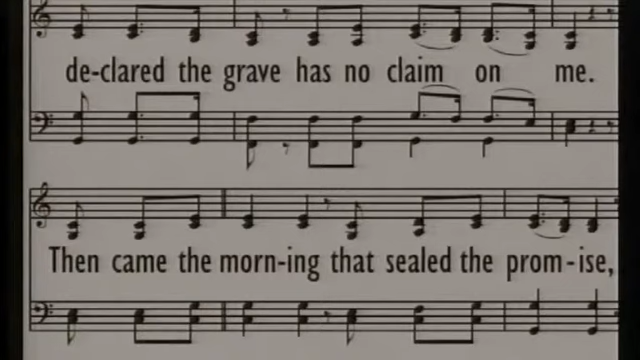 de-clared the grave has no claim on me.
Then came the morn-ing that sealed the prom-ise,